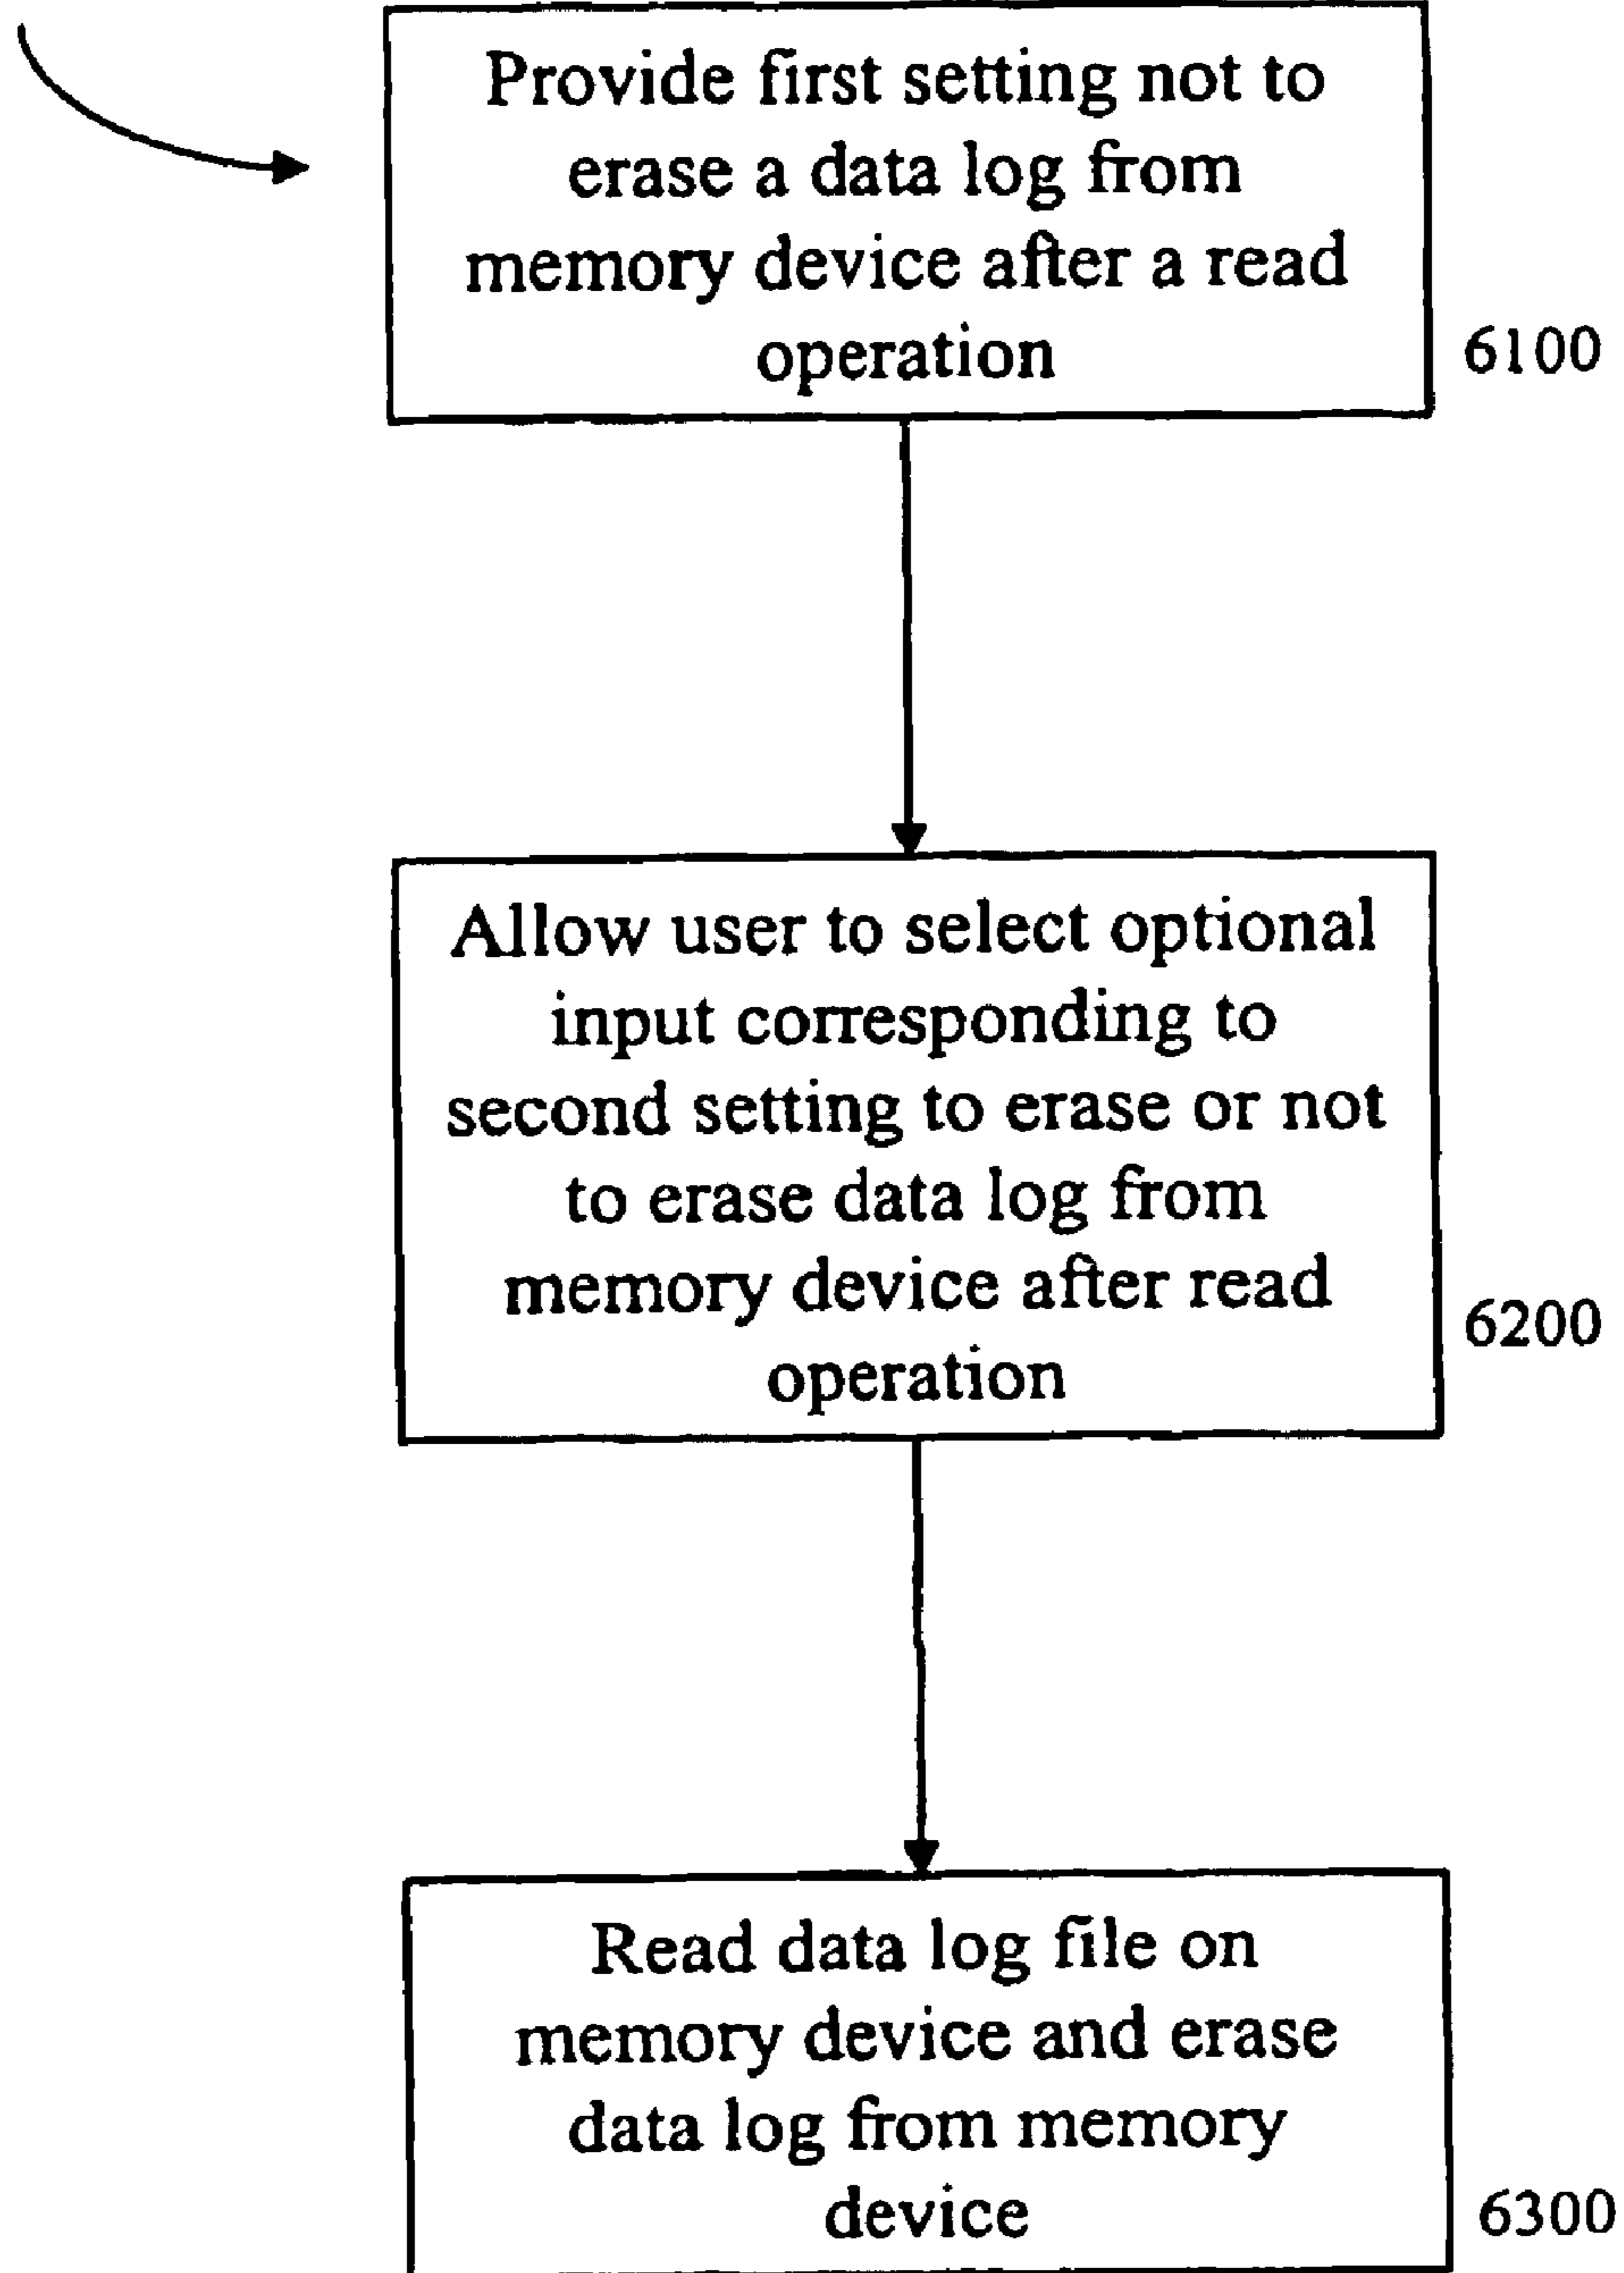 Provide first setting not to
erase a data log from
memory device after a read
operation
6100
Allow user to select optional
input corresponding to
second setting to erase or not
to erase data log from
memory device after read
operation
6200
Read data log file on
memory device and erase
data log from memory
device
6300